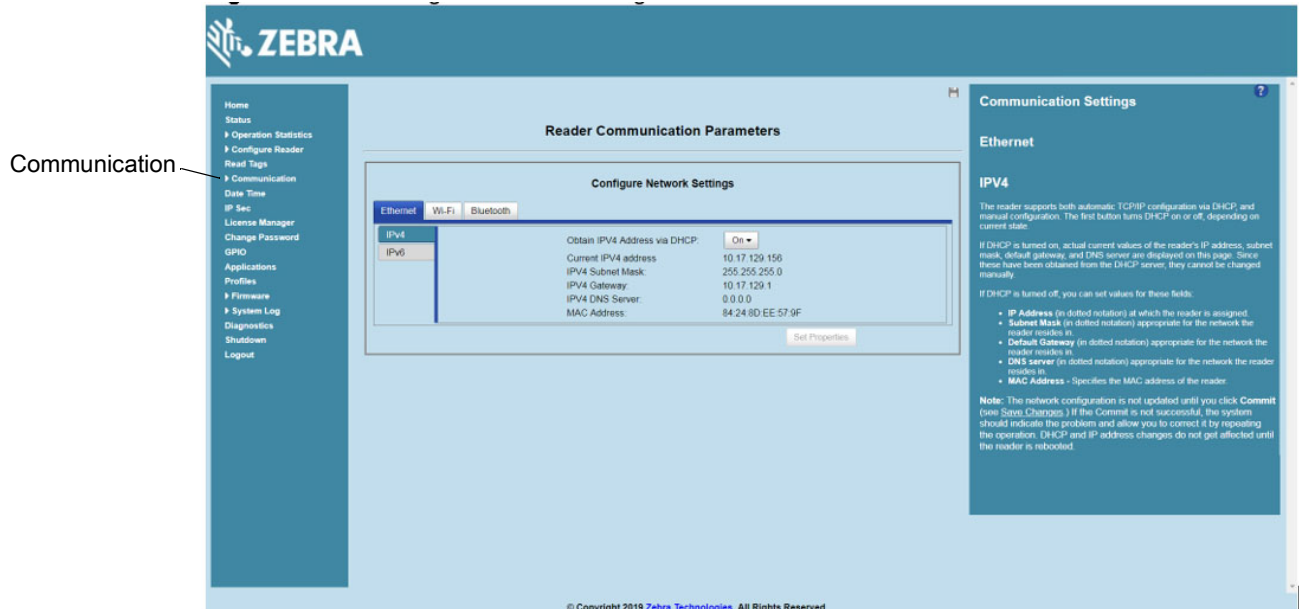 ZEBRA
Home
Status
Operation Statistics
Configure Reader
Read Tags
Communication
Communication
Date Time
IP Sec
License Manager
Change Password
GPIO
Applications
Profiles
Firmware
System Log
Diagnostics
Shutdown
Logout
Reader Communication Parameters
Configure Network Settings
Ethernet Wi-Fi Bluetooth
IPv4
IPv6
Obtain IPV4 Address via DHCP: On
Current IPV4 address 10.17.129.156
IPV4 Subnet Mask: 255.255.255.0
IPV4 Gateway: 10.17.129.1
IPV4 DNS Server: 0.0.0.0
MAC Address: 84:24:8D:EE:57:9F
Set Properties
?
Communication Settings
Ethernet
IPV4
The reader supports both automatic TCP/IP configuration via DHCP, and
manual configuration. The first button turns DHCP on or off, depending on
current state.
If DHCP is turned on, actual current values of the reader's IP address, subnet
mask, default gateway, and DNS server are displayed on this page. Since
these have been obtained from the DHCP server, they cannot be changed
manually.
If DHCP is turned off, you can set values for these fields:
• IP Address (in dotted notation) at which the reader is assigned.
• Subnet Mask (in dotted notation) appropriate for the network the
reader resides in.
• Default Gateway (in dotted notation) appropriate for the network the
reader resides in.
• DNS server (in dotted notation) appropriate for the network the reader
resides in.
• MAC Address - Specifies the MAC address of the reader.
Note: The network configuration is not updated until you click Commit
(see Save Changes.) If the Commit is not successful, the system
should indicate the problem and allow you to correct it by repeating
the operation. DHCP and IP address changes do not get affected until
the reader is rebooted.
© Copyright 2019 Zebra Technologies. All Rights Reserved